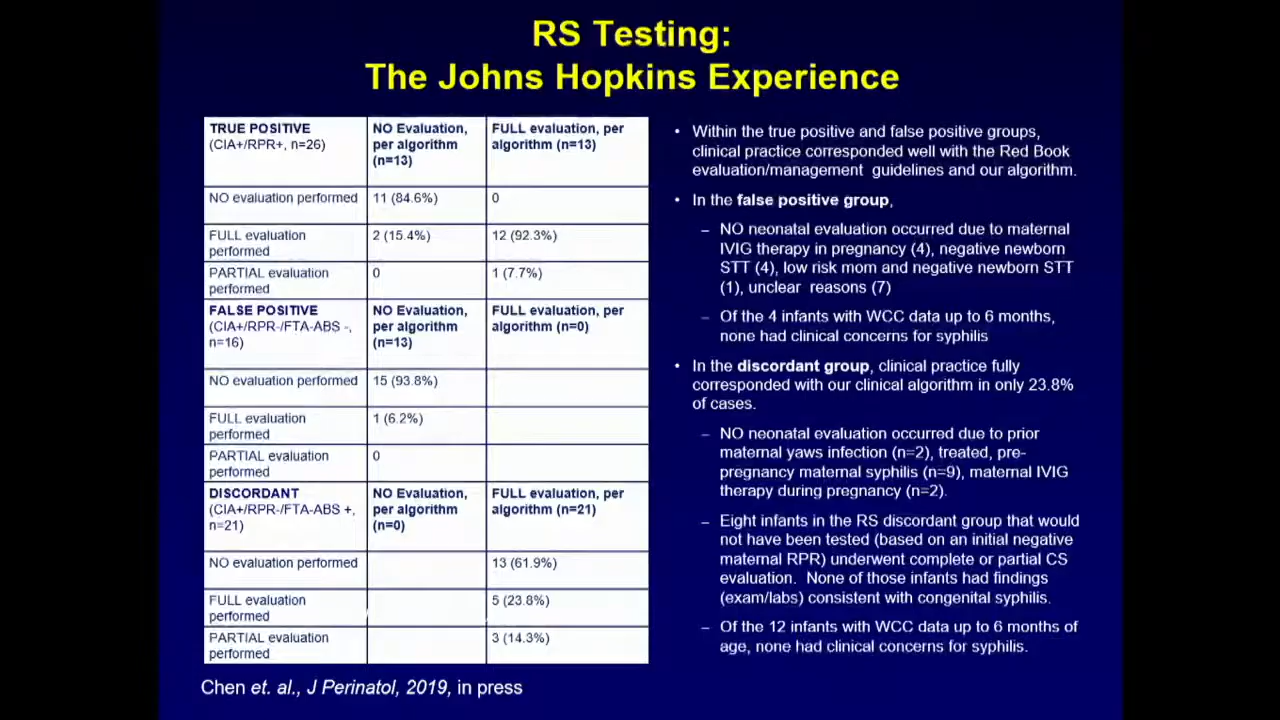 RS Testing:
The Johns Hopkins Experience
TRUE POSITIVE
(CIA+/RPR+, n=26)
NO Evaluation,
per algorithm
(n=13)
FULL evaluation, per
algorithm (n=13)
NO evaluation performed
11 (84.6%)
0
FULL evaluation
performed
2 (15.4%)
12 (92.3%)
PARTIAL evaluation
performed
0
1 (7.7%)
FALSE POSITIVE
(CIA+/RPR-/FTA-ABS -,
n=16)
NO Evaluation,
per algorithm
(n=13)
FULL evaluation, per
algorithm (n=0)
NO evaluation performed
15 (93.8%)
FULL evaluation
performed
1 (6.2%)
PARTIAL evaluation
performed
0
DISCORDANT
(CIA+/RPR-/FTA-ABS +,
n=21)
NO Evaluation,
per algorithm
(n=0)
FULL evaluation, per
algorithm (n=21)
NO evaluation performed
13 (61.9%)
FULL evaluation
performed
5 (23.8%)
PARTIAL evaluation
performed
3 (14.3%)
• Within the true positive and false positive groups,
clinical practice corresponded well with the Red Book
evaluation/management guidelines and our algorithm.
• In the false positive group,
– NO neonatal evaluation occurred due to maternal
IVIG therapy in pregnancy (4), negative newborn
STT (4), low risk mom and negative newborn STT
(1), unclear reasons (7)
– Of the 4 infants with WCC data up to 6 months,
none had clinical concerns for syphilis
• In the discordant group, clinical practice fully
corresponded with our clinical algorithm in only 23.8%
of cases.
– NO neonatal evaluation occurred due to prior
maternal yaws infection (n=2), treated, pre-
pregnancy maternal syphilis (n=9), maternal IVIG
therapy during pregnancy (n=2).
– Eight infants in the RS discordant group that would
not have been tested (based on an initial negative
maternal RPR) underwent complete or partial CS
evaluation. None of those infants had findings
(exam/labs) consistent with congenital syphilis.
– Of the 12 infants with WCC data up to 6 months of
age, none had clinical concerns for syphilis.
Chen et. al., J Perinatol, 2019, in press